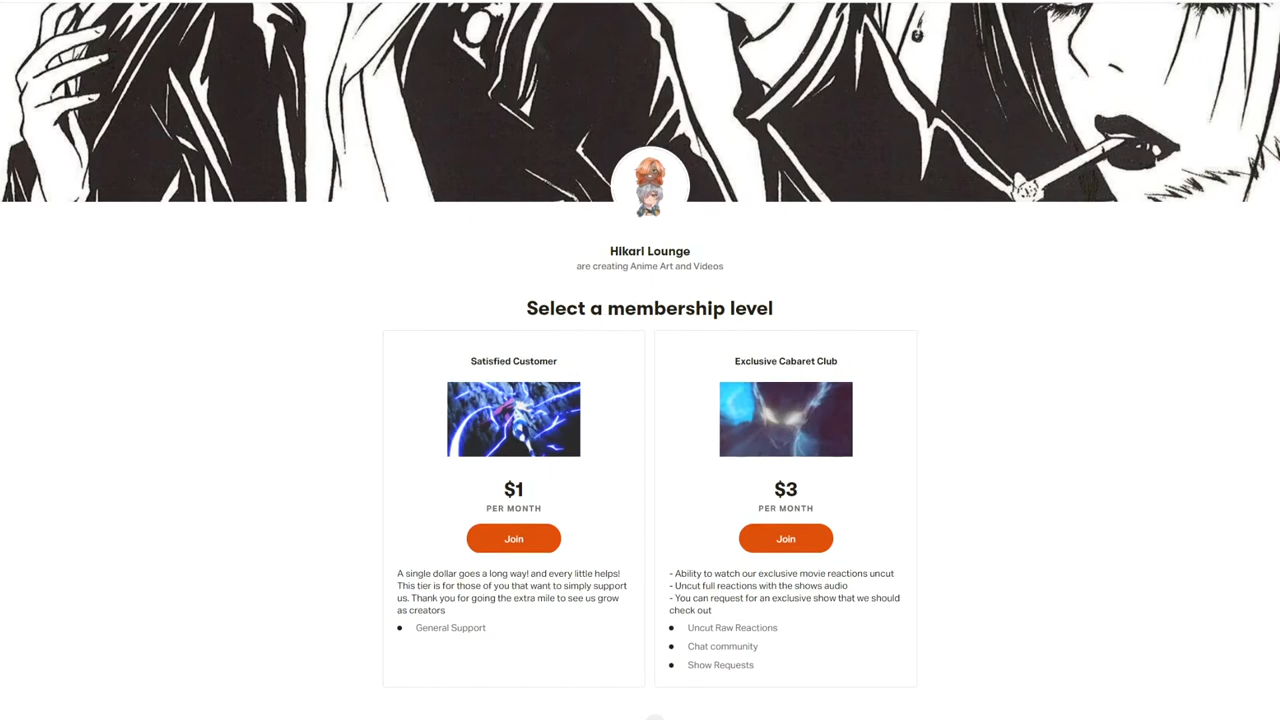 HIkarI Lounge
are creating Anime Art and Videos
Select a membership level
Satisfied Customer
$1
PER MONTH
Join
A single dollar goes a long way! and every little helps!
This tier is for those of you that want to simply support
us. Thank you for going the extra mile to see us grow
as creators
General Support
Exclusive Cabaret Club
$3
PER MONTH
Join
- Ability to watch our exclusive movie reactions uncut
- Uncut full reactions with the shows audio
- You can request for an exclusive show that we should
check out
Uncut Raw Reactions
Chat community
Show Requests